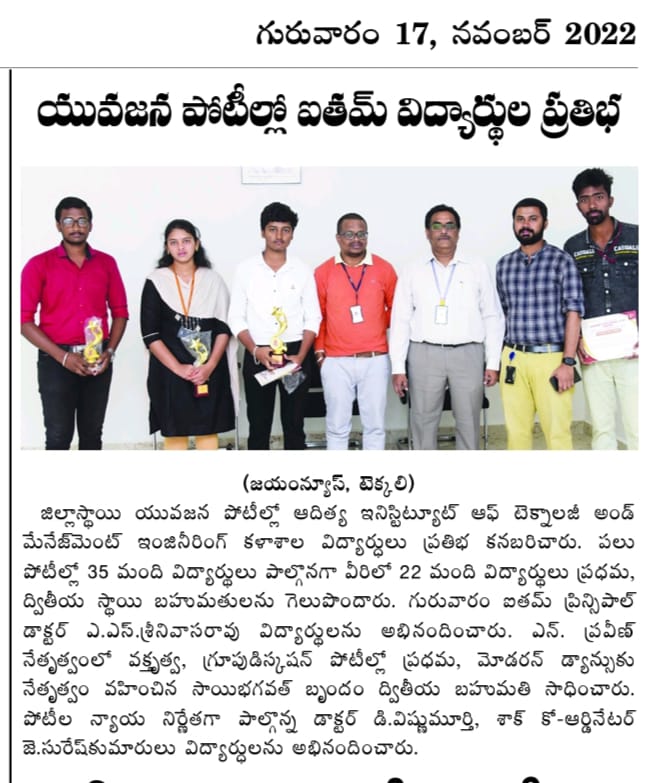 గురువారం 17, నవంబర్ 2022
యువజన పోటీల్లో ఐతమ్ విద్యార్థుల ప్రతిభ
CADBALL
(జయంన్యూస్, టెక్కలి)
జిల్లాస్థాయి యువజన పోటీల్లో ఆదిత్య ఇనిస్టిట్యూట్ ఆఫ్ టెక్నాలజీ అండ్
మేనేజ్‌మెంట్ ఇంజినీరింగ్ కళాశాల విద్యార్థులు ప్రతిభ కనబరిచారు. పలు
పోటీల్లో 35 మంది విద్యార్థులు పాల్గొనగా వీరిలో 22 మంది విద్యార్థులు ప్రథమ,
ద్వితీయ స్థాయి బహుమతులను గెలుపొందారు. గురువారం ఐతమ్ ప్రిన్సిపాల్
డాక్టర్ ఎ.ఎస్.శ్రీనివాసరావు విద్యార్థులను అభినందించారు. ఎన్. ప్రవీణ్
నేతృత్వంలో వక్తృత్వ, గ్రూపుడిస్కషన్ పోటీల్లో ప్రథమ, మోడరన్ డ్యాన్సుకు
నేతృత్వం వహించిన సాయిభగవత్ బృందం ద్వితీయ బహుమతి సాధించారు.
పోటీల న్యాయ నిర్ణేతగా పాల్గొన్న డాక్టర్ డి.విష్ణుమూర్తి, శాక్ కో-ఆర్డినేటర్
జె.సురేష్‌కుమారులు విద్యార్థులను అభినందించారు.